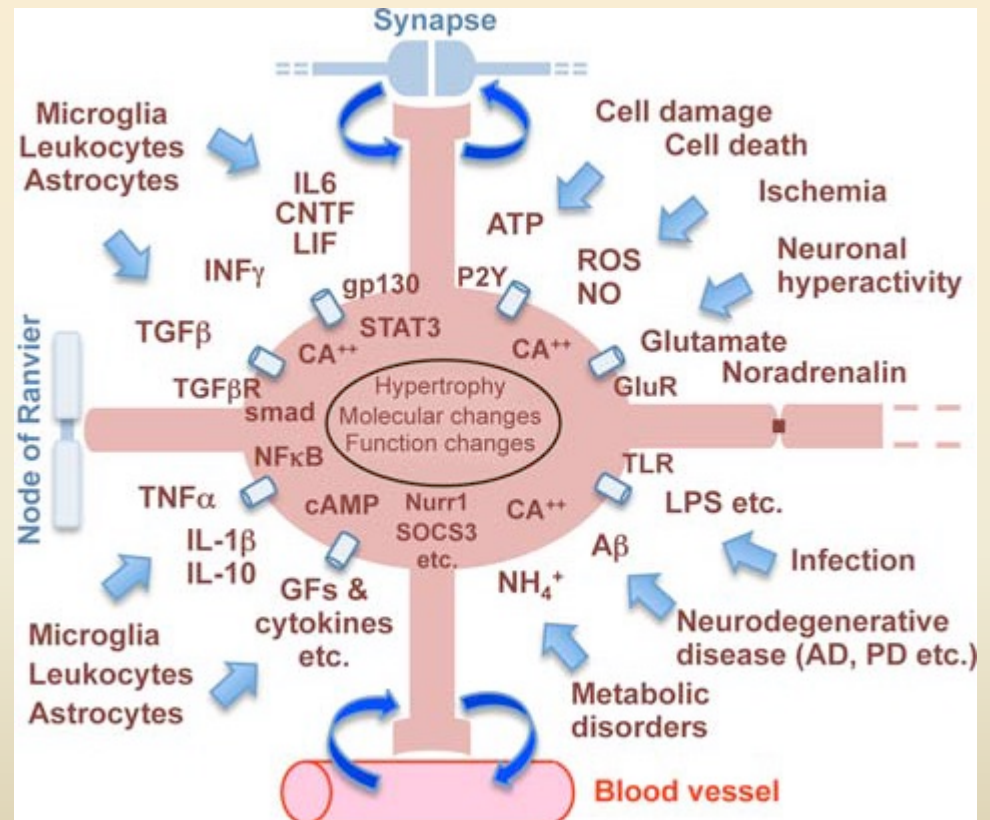 Synapse
Microglia
Leukocytes
Astrocytes
Cell damage
Cell death
IL6
CNTF
LIF
ATP
Ischemia
INFγ
gp130
P2Y
ROS
NO
Neuronal
hyperactivity
TGFβ
STAT3
CA⁺⁺
CA⁺⁺
Glutamate
Noradrenalin
TGFβR
smad
GluR
Hypertrophy
Molecular changes
Function changes
Node of Ranvier
NFκB
TLR
TNFα
cAMP
Nurr1
SOCS3
etc.
CA⁺⁺
LPS etc.
IL-1β
IL-10
Aβ
Infection
GFs &
cytokines
etc.
NH₄⁺
Microglia
Leukocytes
Astrocytes
Neurodegenerative
disease (AD, PD etc.)
Metabolic
disorders
Blood vessel